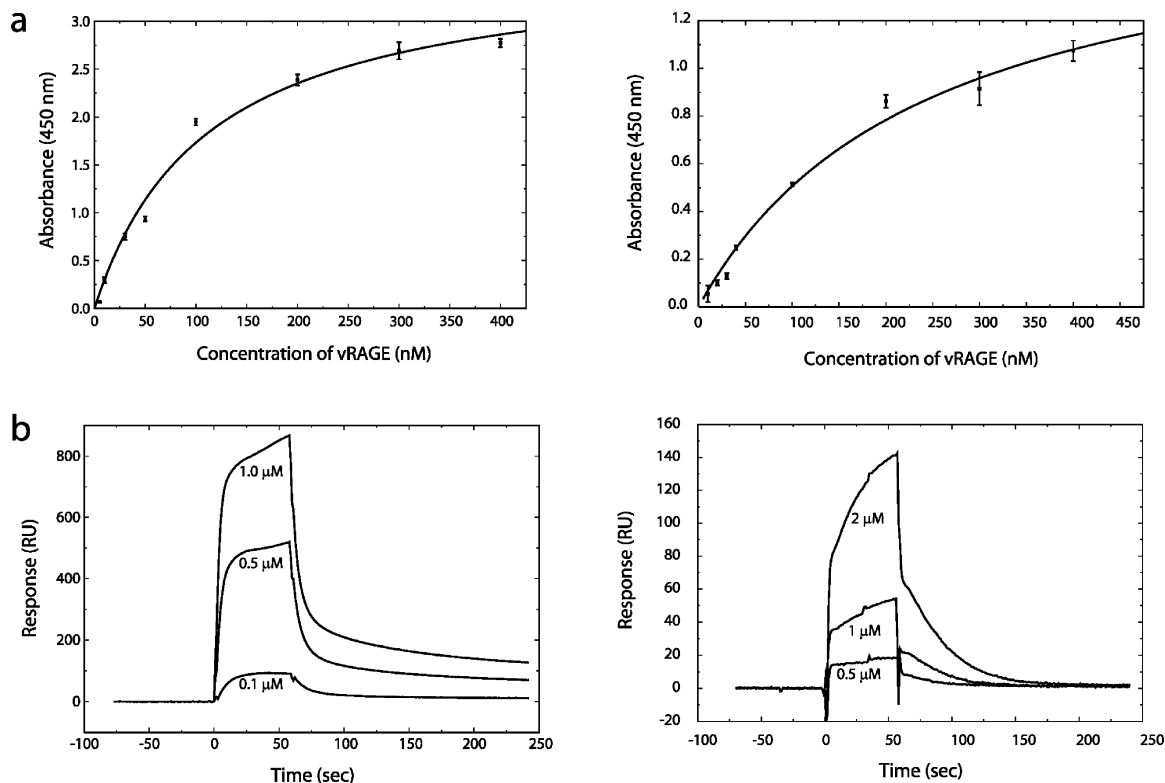 a
3.0
2.5
2.0
1.5
1.0
0.5
0.0
Absorbance (450 nm)
0 50 100 150 200 250 300 350 400
Concentration of vRAGE (nM)
1.2
1.0
0.8
0.6
0.4
0.2
0.0
Absorbance (450 nm)
0 50 100 150 200 250 300 350 400 450
Concentration of vRAGE (nM)
b
800
600
400
200
0
Response (RU)
1.0 µM
0.5 µM
0.1 µM
-100 -50 0 50 100 150 200 250
Time (sec)
160
140
120
100
80
60
40
20
0
-20
Response (RU)
2 µM
1 µM
0.5 µM
-100 -50 0 50 100 150 200 250
Time (sec)